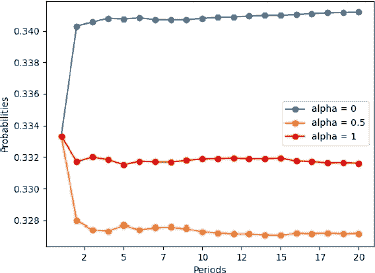 0.340
0.338
0.336
0.334
0.332
0.330
0.328
Probabilities
alpha = 0
alpha = 0.5
alpha = 1
2 5 7 10 12 15 17 20
Periods